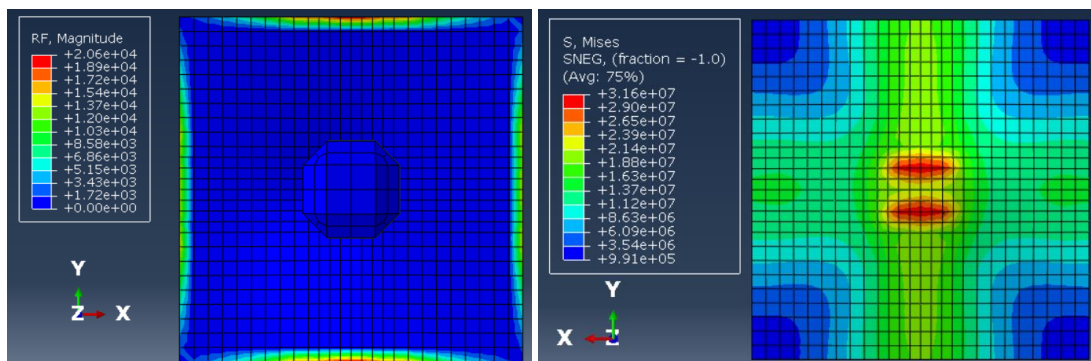 RF, Magnitude
+2.06e+04
+1.89e+04
+1.72e+04
+1.54e+04
+1.37e+04
+1.20e+04
+1.03e+04
+8.58e+03
+6.86e+03
+5.15e+03
+3.43e+03
+1.72e+03
+0.00e+00
Y
Z
X
S, Mises
SNEG, (fraction = -1.0)
(Avg: 75%)
+3.16e+07
+2.90e+07
+2.65e+07
+2.39e+07
+2.14e+07
+1.88e+07
+1.63e+07
+1.37e+07
+1.12e+07
+8.63e+06
+6.09e+06
+3.54e+06
+9.91e+05
Y
X
Z